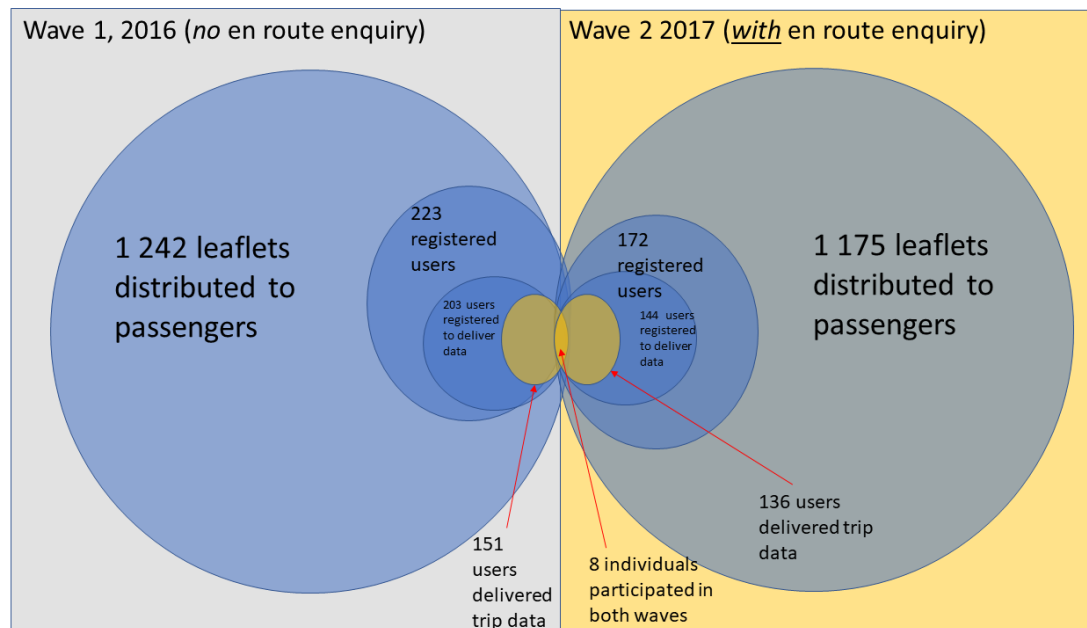 Wave 1, 2016 (no en route enquiry)
Wave 2 2017 (with en route enquiry)
1 242 leaflets
distributed to
passengers
223
registered
users
203 users
registered
to deliver
data
172
registered
users
144 users
registered
to deliver
data
1 175 leaflets
distributed to
passengers
151
users
delivered
trip data
8 individuals
participated in
both waves
136 users
delivered trip
data